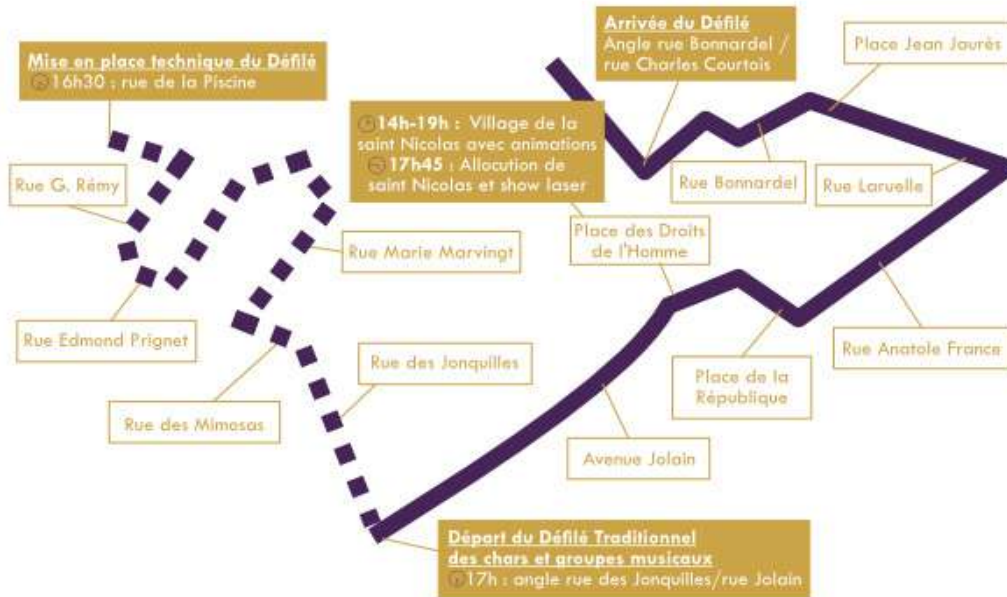 Mise en place technique du Défilé
16h30 : rue de la Piscine
Arrivée du Défilé
Angle rue Bonnardel /
rue Charles Courtois
Place Jean Jaurès
14h-19h : Village de la
saint Nicolas avec animations
17h45 : Allocution de
saint Nicolas et show laser
Rue G. Rémy
Rue Bonnardel
Rue Laruelle
Place des Droits
de l'Homme
Rue Marie Marvingt
Rue Edmond Prignet
Rue des Jonquilles
Rue Anatole France
Place de la
République
Rue des Mimosas
Avenue Jolain
Départ du Défilé Traditionnel
des chars et groupes musicaux
17h : angle rue des Jonquilles/rue Jolain